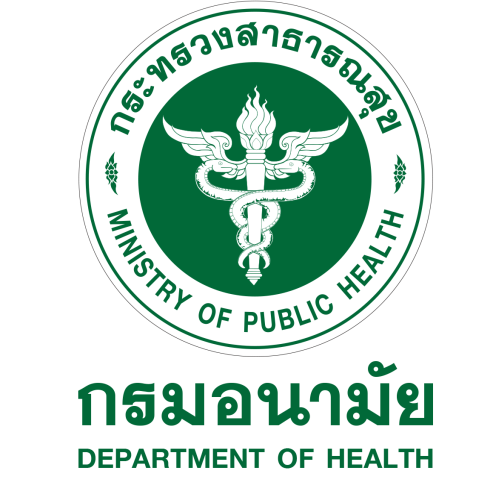 กระทรวงสาธารณสุข
MINISTRY OF PUBLIC HEALTH
กรมอนามัย
DEPARTMENT OF HEALTH